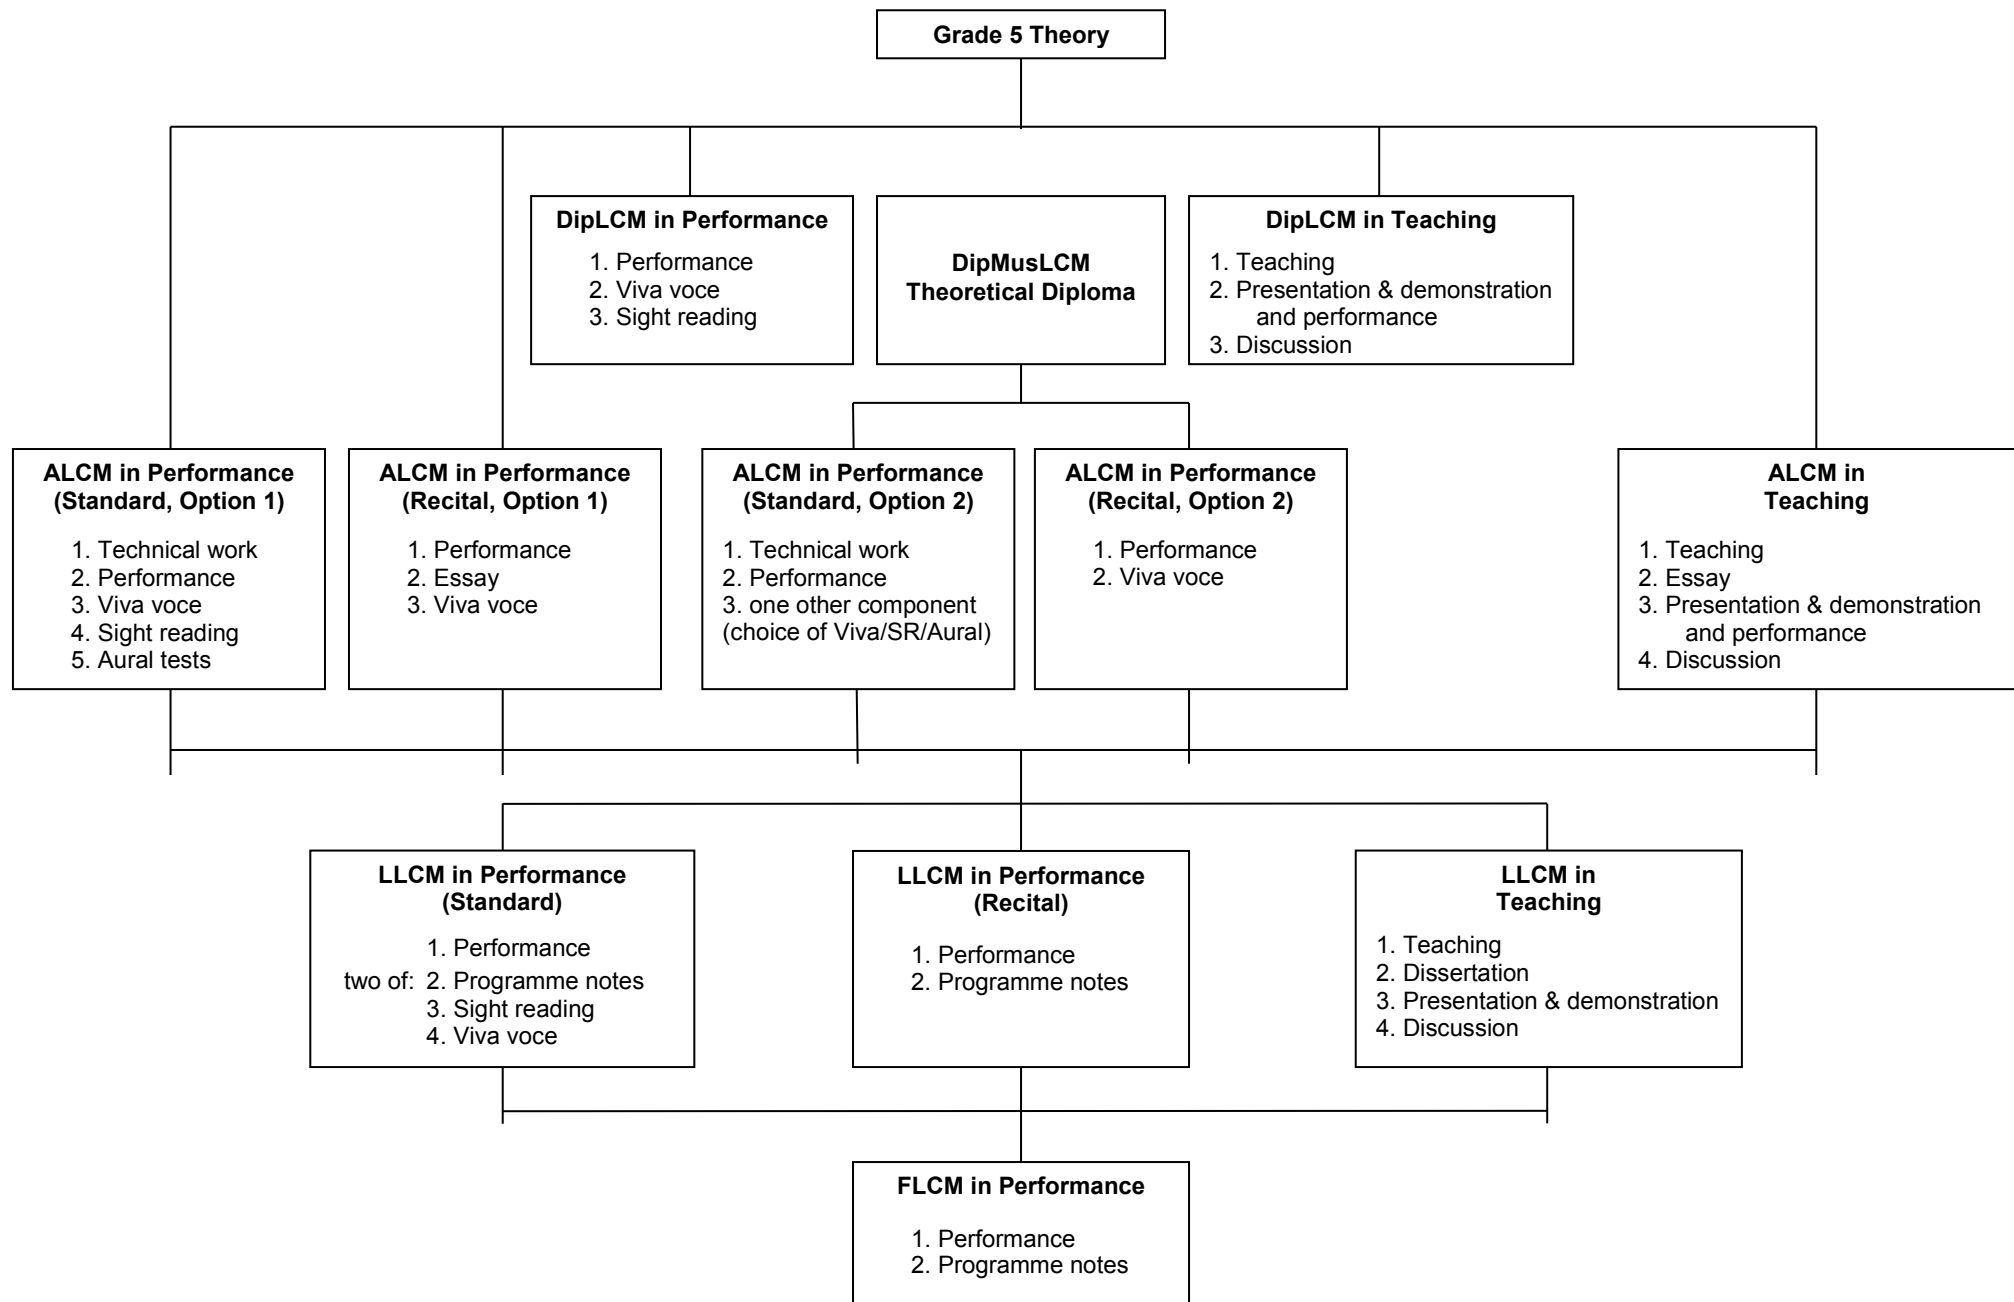 Grade 5 Theory
DipLCM in Performance
1. Performance
2. Viva voce
3. Sight reading
DipMusLCM
Theoretical Diploma
DipLCM in Teaching
1. Teaching
2. Presentation & demonstration
and performance
3. Discussion
ALCM in Performance
(Standard, Option 1)
1. Technical work
2. Performance
3. Viva voce
4. Sight reading
5. Aural tests
ALCM in Performance
(Recital, Option 1)
1. Performance
2. Essay
3. Viva voce
ALCM in Performance
(Standard, Option 2)
1. Technical work
2. Performance
3. one other component
(choice of Viva/SR/Aural)
ALCM in Performance
(Recital, Option 2)
1. Performance
2. Viva voce
ALCM in
Teaching
1. Teaching
2. Essay
3. Presentation & demonstration
and performance
4. Discussion
LLCM in Performance
(Standard)
1. Performance
two of: 2. Programme notes
3. Sight reading
4. Viva voce
LLCM in Performance
(Recital)
1. Performance
2. Programme notes
LLCM in
Teaching
1. Teaching
2. Dissertation
3. Presentation & demonstration
4. Discussion
FLCM in Performance
1. Performance
2. Programme notes